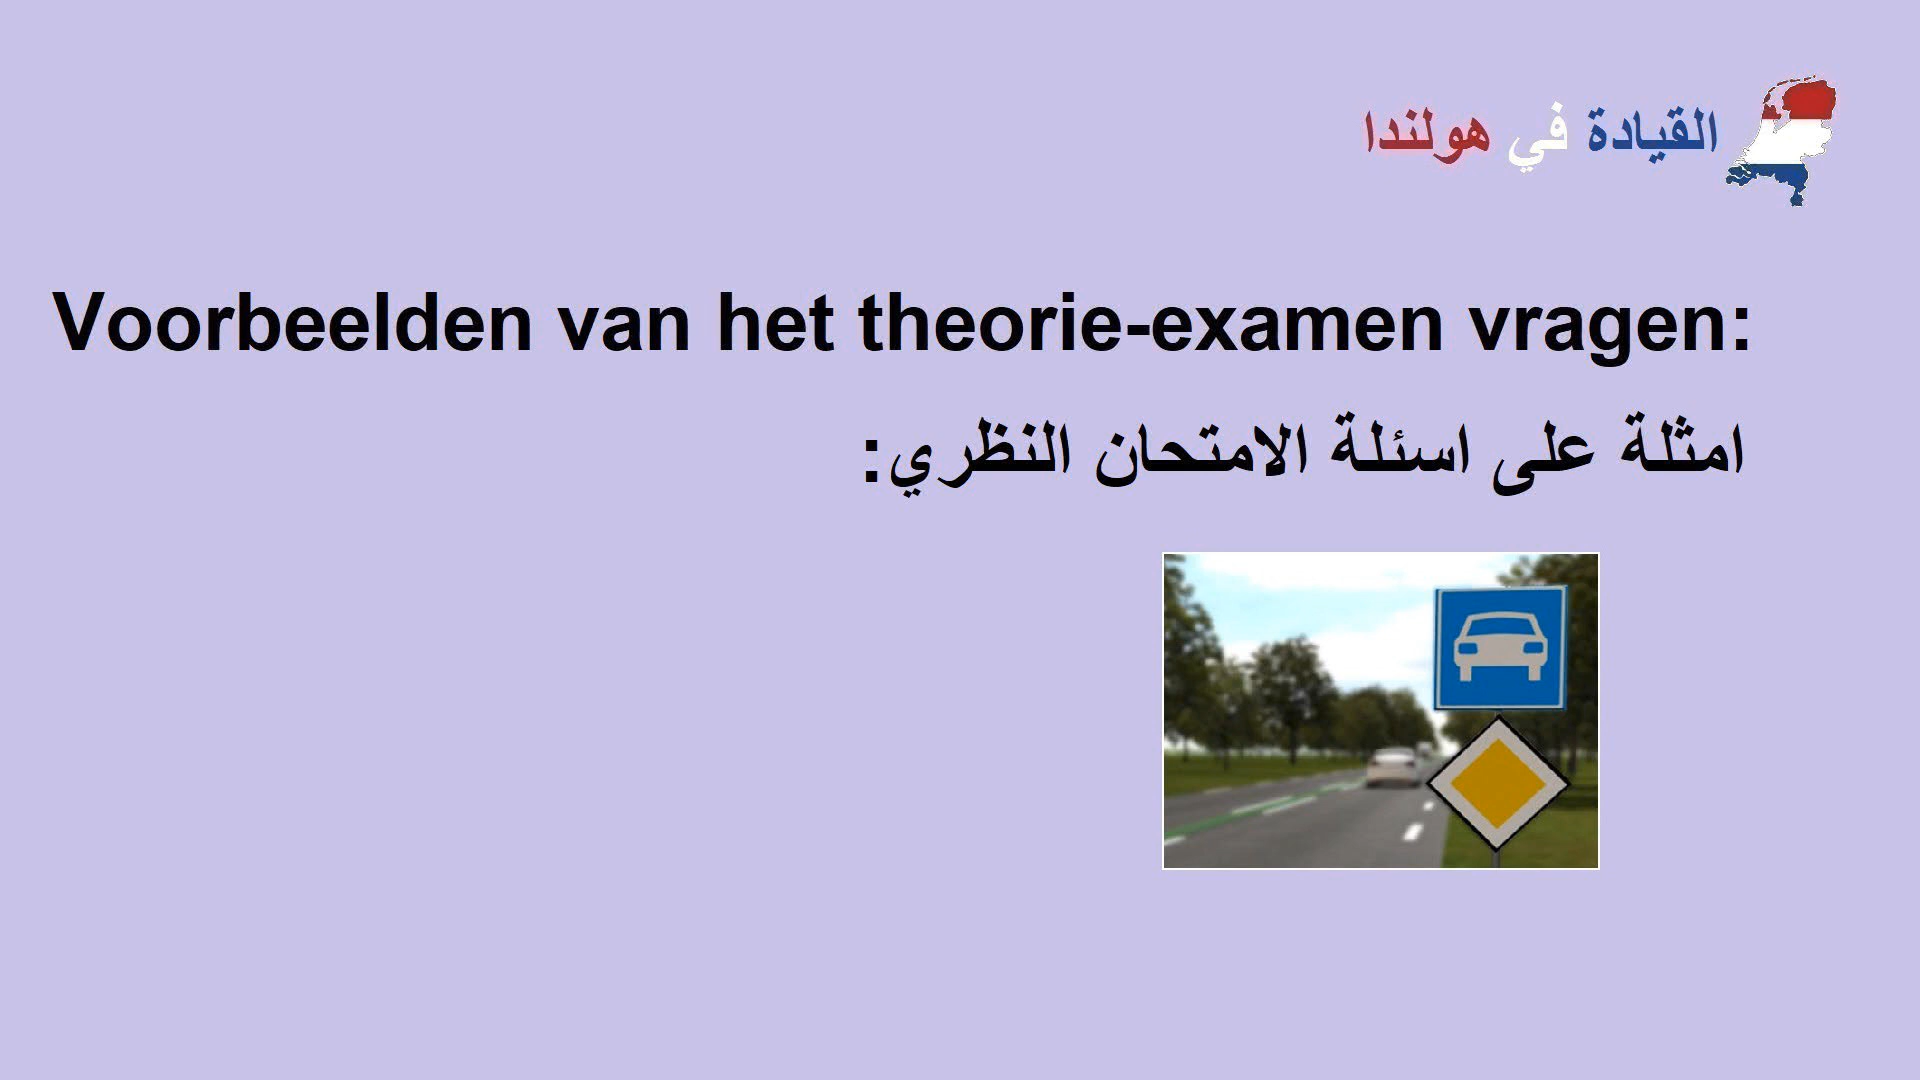 القيادة في هولندا
Voorbeelden van het theorie-examen vragen:
امثلة على اسئلة الامتحان النظري: